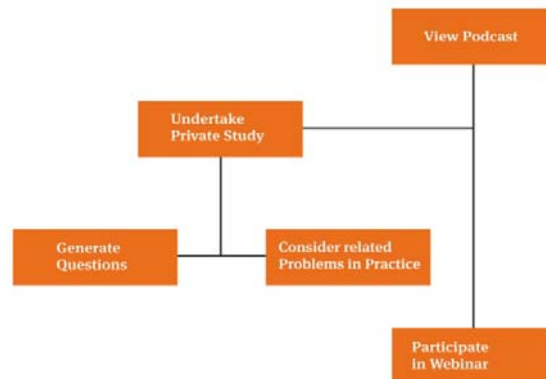 View Podcast
Undertake
Private Study
Generate
Questions
Consider related
Problems in Practice
Participate
in Webinar